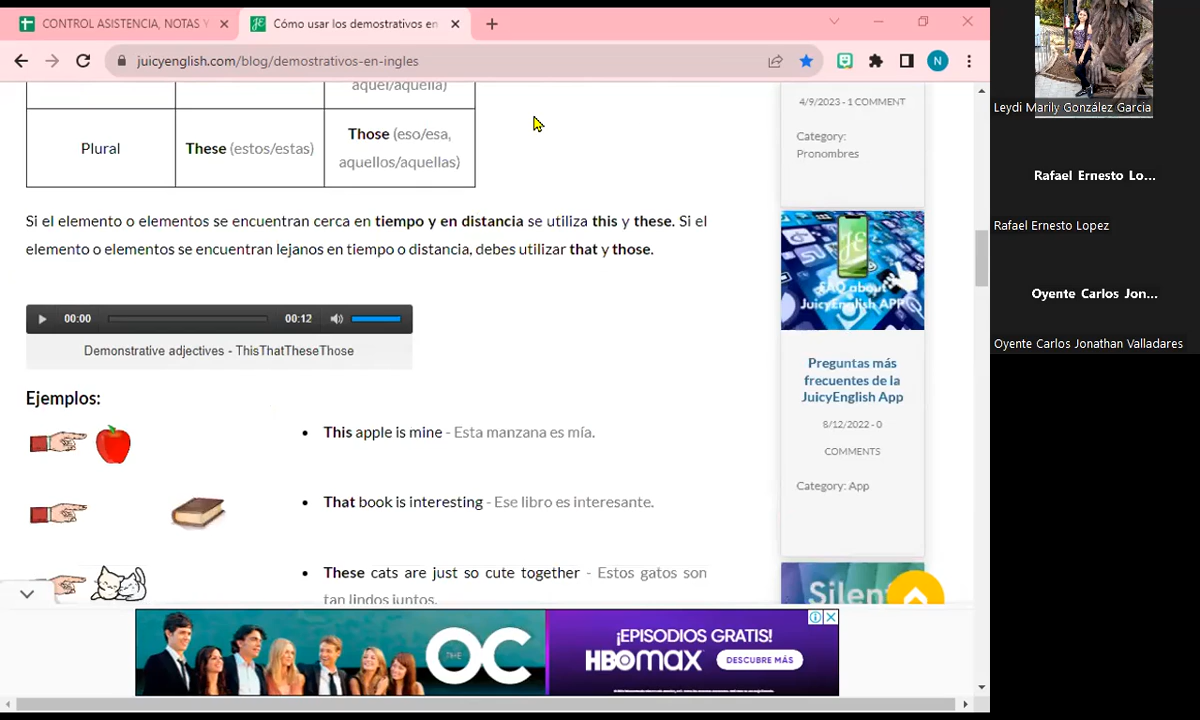 CONTROL ASISTENCIA, NOTAS Y
Cómo usar los demostrativos en
juicyenglish.com/blog/demostrativos-en-ingles
N
aquel/aquella)
Plural
These (estos/estas)
Those (eso/esa,
aquellos/aquellas)
Si el elemento o elementos se encuentran cerca en tiempo y en distancia se utiliza this y these. Si el
elemento o elementos se encuentran lejanos en tiempo o distancia, debes utilizar that y those.
00:00
00:12
Demonstrative adjectives - ThisThatTheseThose
Ejemplos:
This apple is mine - Esta manzana es mía.
That book is interesting - Ese libro es interesante.
These cats are just so cute together - Estos gatos son
tan lindos juntos.
4/9/2023 - 1 COMMENT
Category:
Pronombres
JE
FAQ about
JuicyEnglish APP
Preguntas más
frecuentes de la
JuicyEnglish App
8/12/2022 - 0
COMMENTS
Category: App
Silent
THE OC
¡EPISODIOS GRATIS!
HBOMAX
DESCUBRE MÁS
Leydi Marily González Garcia
Rafael Ernesto Lo...
Rafael Ernesto Lopez
Oyente Carlos Jon...
Oyente Carlos Jonathan Valladares